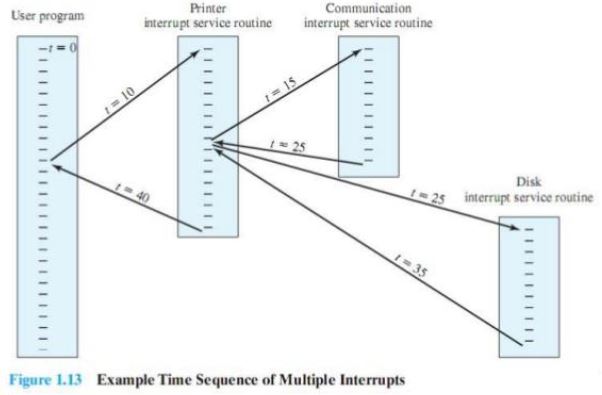 User program
Printer
interrupt service routine
Communication
interrupt service routine
t = 0
t = 10
t = 15
t = 25
t = 40
t = 25
Disk
interrupt service routine
t = 35
Figure 1.13 Example Time Sequence of Multiple Interrupts